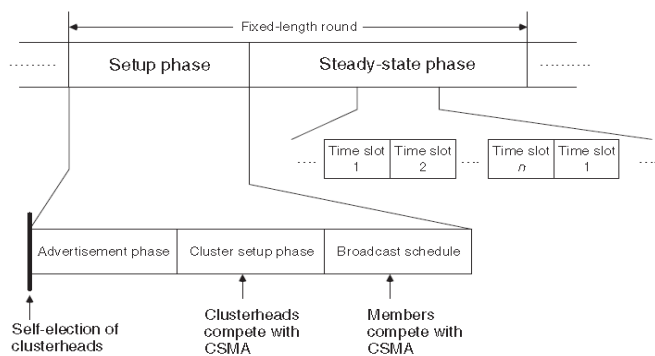 Fixed-length round
Setup phase
Steady-state phase
Time slot
1
Time slot
2
Time slot
n
Time slot
1
Advertisement phase
Cluster setup phase
Broadcast schedule
Self-election of
clusterheads
Clusterheads
compete with
CSMA
Members
compete with
CSMA